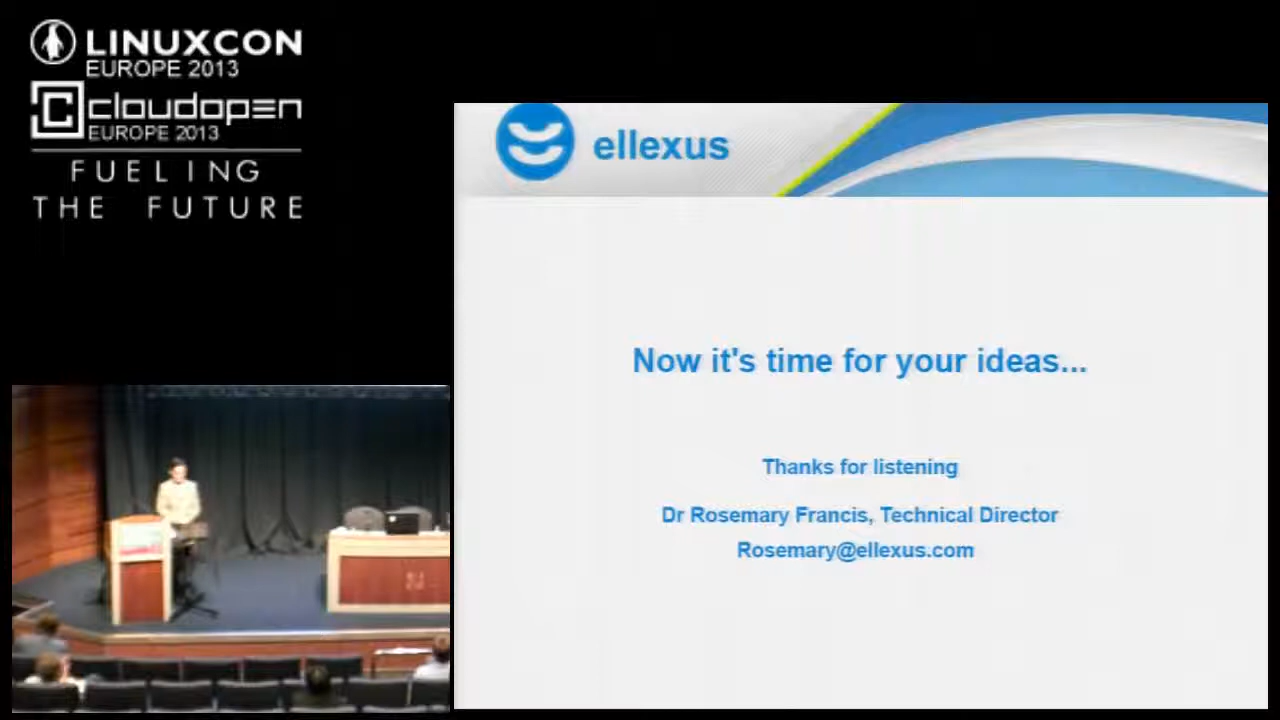 LINUXCON
EUROPE 2013
cloudopen
EUROPE 2013
FUELING
THE FUTURE
ellexus
Now it's time for your ideas...
Thanks for listening
Dr Rosemary Francis, Technical Director
Rosemary@ellexus.com